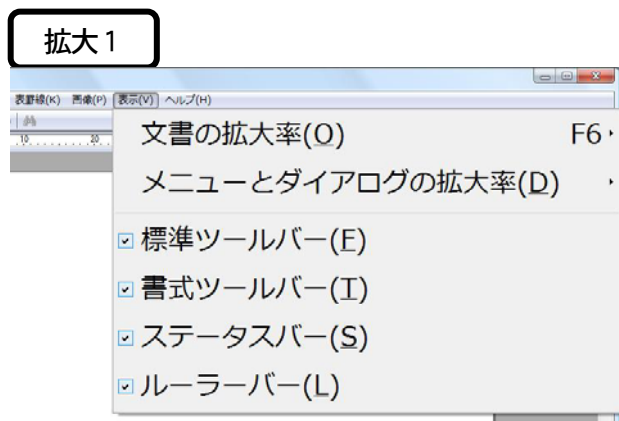 拡大1
表罫線(K) 画像(P) 表示(V) ヘルプ(H)
10 20
文書の拡大率(O) F6
メニューとダイアログの拡大率(D)
標準ツールバー(F)
書式ツールバー(T)
ステータスバー(S)
ルーラーバー(L)